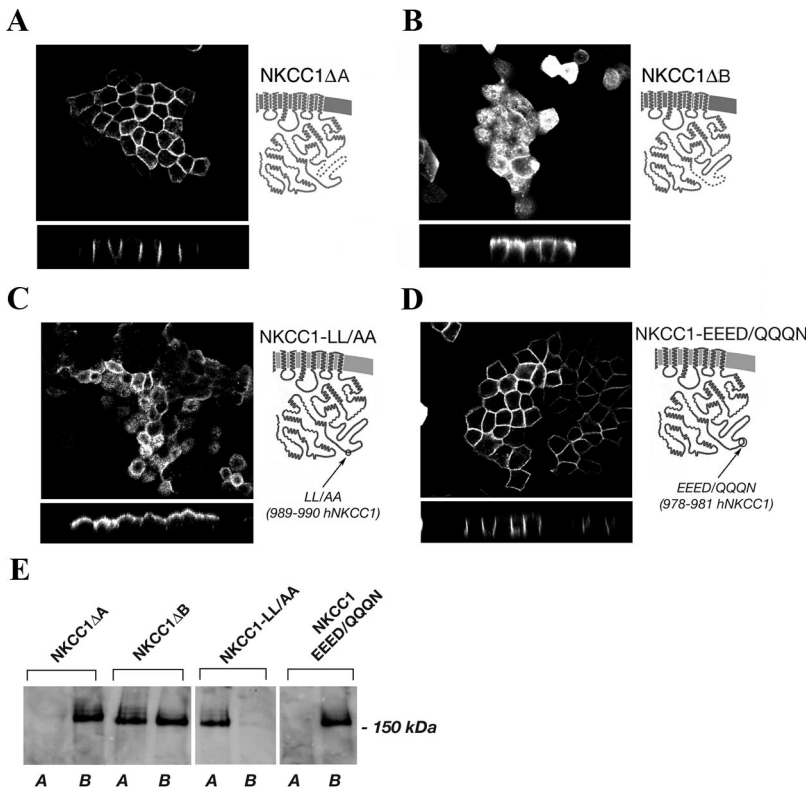 A
NKCC1ΔA
B
NKCC1ΔB
C
NKCC1-LL/AA
LL/AA
(989-990 hNKCC1)
D
NKCC1-EEED/QQQN
EEED/QQQN
(978-981 hNKCC1)
E
NKCC1ΔA
NKCC1ΔB
NKCC1-LL/AA
NKCC1
EEED/QQQN
- 150 kDa
A B A B A B A B